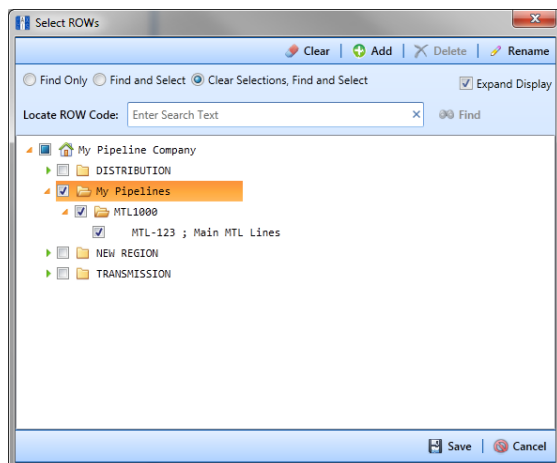 Select ROWs
Clear | Add | Delete | Rename
Find Only Find and Select Clear Selections, Find and Select Expand Display
Locate ROW Code: Enter Search Text Find
My Pipeline Company
DISTRIBUTION
My Pipelines
MTL1000
MTL-123 ; Main MTL Lines
NEW REGION
TRANSMISSION
Save | Cancel